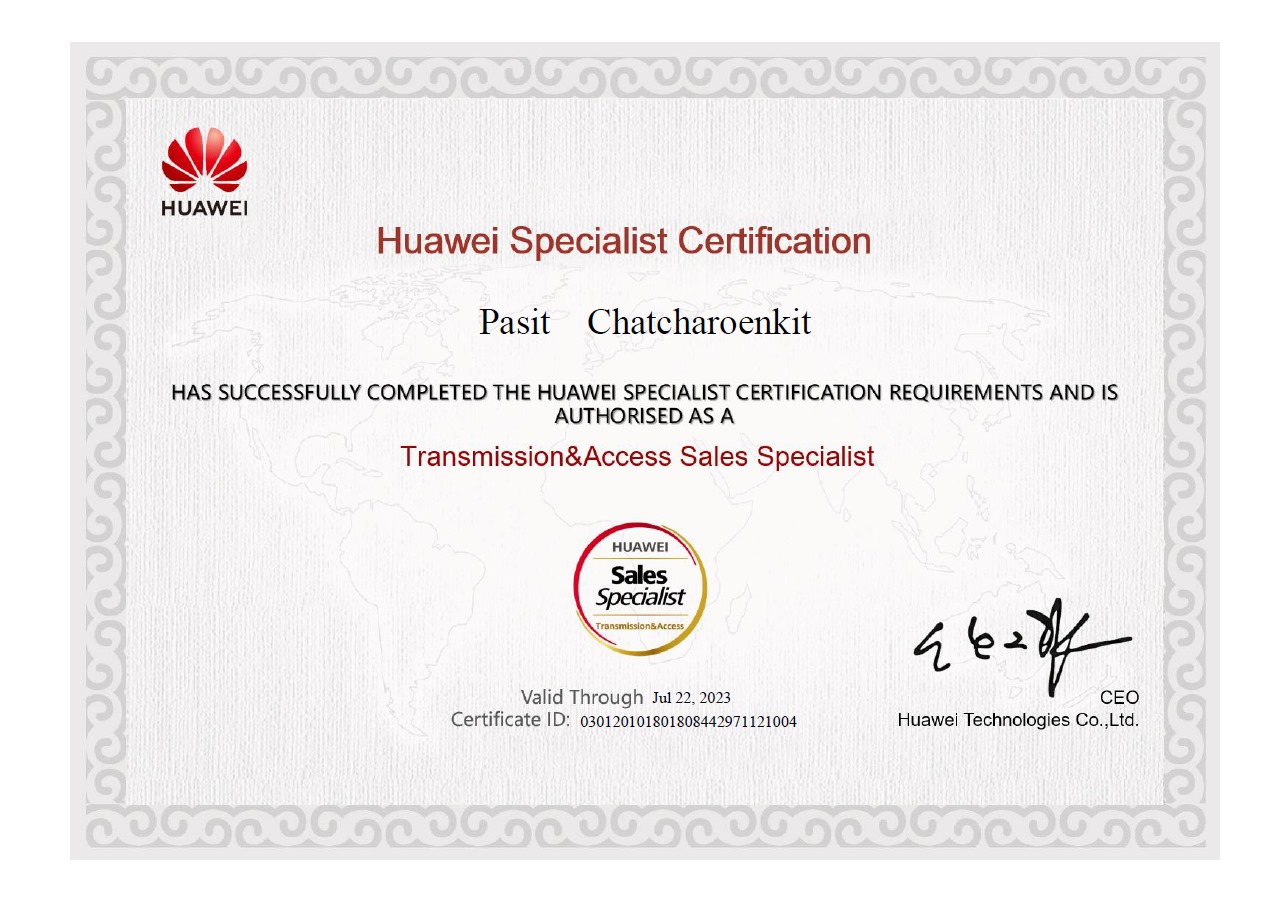 HUAWEI
Huawei Specialist Certification
Pasit Chatcharoenkit
HAS SUCCESSFULLY COMPLETED THE HUAWEI SPECIALIST CERTIFICATION REQUIREMENTS AND IS
AUTHORISED AS A
Transmission&Access Sales Specialist
HUAWEI
Sales
Specialist
Transmission&Access
Valid Through Jul 22, 2023
Certificate ID: 030120101801808442971121004
CEO
Huawei Technologies Co.,Ltd.